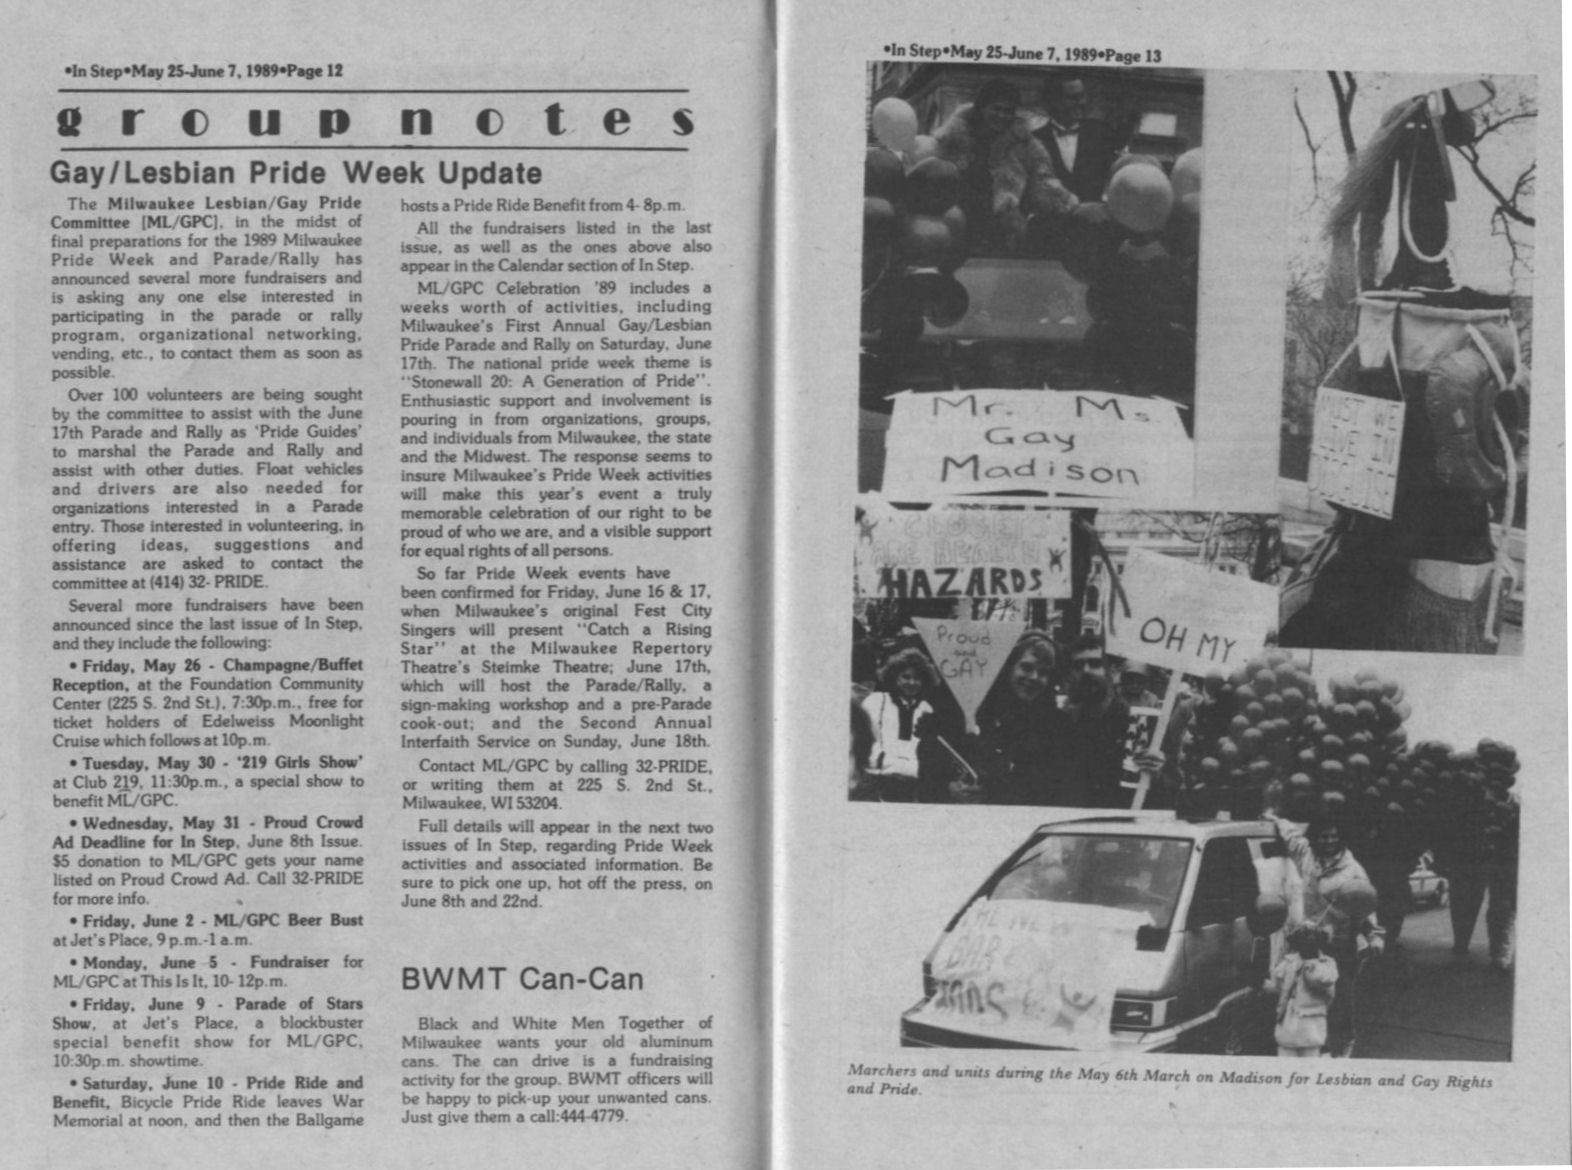 •In Step•May 25-June 7, 1989•Page 12
group notes
Gay/Lesbian Pride Week Update
The Milwaukee Lesbian/Gay Pride
Committee [ML/GPC], in the midst of
final preparations for the 1989 Milwaukee
Pride Week and Parade/Rally has
announced several more fundraisers and
is asking any one else interested in
participating in the parade or rally
program, organizational networking,
vending, etc., to contact them as soon as
possible.
Over 100 volunteers are being sought
by the committee to assist with the June
17th Parade and Rally as 'Pride Guides'
to marshal the Parade and Rally and
assist with other duties. Float vehicles
and drivers are also needed for
organizations interested in a Parade
entry. Those interested in volunteering, in
offering ideas, suggestions and
assistance are asked to contact the
committee at (414) 32- PRIDE.
Several more fundraisers have been
announced since the last issue of In Step,
and they include the following:
• Friday, May 26 - Champagne/Buffet
Reception, at the Foundation Community
Center (225 S. 2nd St.), 7:30p.m., free for
ticket holders of Edelweiss Moonlight
Cruise which follows at 10p.m.
• Tuesday, May 30 - '219 Girls Show'
at Club 219, 11:30p.m., a special show to
benefit ML/GPC.
• Wednesday, May 31 - Proud Crowd
Ad Deadline for In Step, June 8th Issue.
$5 donation to ML/GPC gets your name
listed on Proud Crowd Ad. Call 32-PRIDE
for more info.
• Friday, June 2 - ML/GPC Beer Bust
at Jet's Place, 9 p.m.-1 a.m.
• Monday, June 5 - Fundraiser for
ML/GPC at This Is It, 10- 12p.m.
• Friday, June 9 - Parade of Stars
Show, at Jet's Place, a blockbuster
special benefit show for ML/GPC,
10:30p.m. showtime.
• Saturday, June 10 - Pride Ride and
Benefit, Bicycle Pride Ride leaves War
Memorial at noon, and then the Ballgame
hosts a Pride Ride Benefit from 4- 8p.m.
All the fundraisers listed in the last
issue, as well as the ones above also
appear in the Calendar section of In Step.
ML/GPC Celebration '89 includes a
weeks worth of activities, including
Milwaukee's First Annual Gay/Lesbian
Pride Parade and Rally on Saturday, June
17th. The national pride week theme is
"Stonewall 20: A Generation of Pride".
Enthusiastic support and involvement is
pouring in from organizations, groups,
and individuals from Milwaukee, the state
and the Midwest. The response seems to
insure Milwaukee's Pride Week activities
will make this year's event a truly
memorable celebration of our right to be
proud of who we are, and a visible support
for equal rights of all persons.
So far Pride Week events have
been confirmed for Friday, June 16 & 17,
when Milwaukee's original Fest City
Singers will present "Catch a Rising
Star" at the Milwaukee Repertory
Theatre's Steimke Theatre; June 17th,
which will host the Parade/Rally, a
sign-making workshop and a pre-Parade
cook-out; and the Second Annual
Interfaith Service on Sunday, June 18th.
Contact ML/GPC by calling 32-PRIDE,
or writing them at 225 S. 2nd St.,
Milwaukee, WI 53204.
Full details will appear in the next two
issues of In Step, regarding Pride Week
activities and associated information. Be
sure to pick one up, hot off the press, on
June 8th and 22nd.
BWMT Can-Can
Black and White Men Together of
Milwaukee wants your old aluminum
cans. The can drive is a fundraising
activity for the group. BWMT officers will
be happy to pick-up your unwanted cans.
Just give them a call:444-4779.
•In Step•May 25-June 7, 1989•Page 13
Mr. Ms
Gay
Madison
MUST WE
LIVE IN
CLOSETS
ARE HEALTH
HAZARDS
Proud
and
GAY
OH MY
THE NEW
BARE
Marchers and units during the May 6th March on Madison for Lesbian and Gay Rights
and Pride.